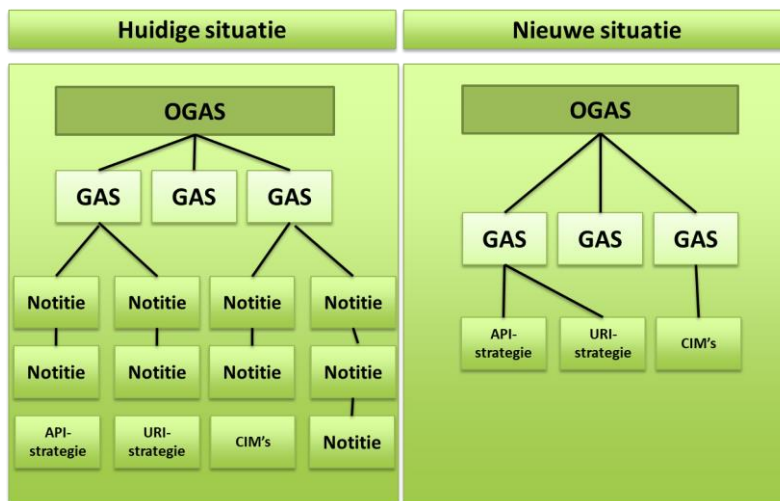 Huidige situatie
OGAS
GAS GAS GAS
Notitie Notitie Notitie Notitie
Notitie Notitie Notitie Notitie
API-
strategie
URI-
strategie
CIM's
Notitie
Nieuwe situatie
OGAS
GAS GAS GAS
API-
strategie
URI-
strategie
CIM's